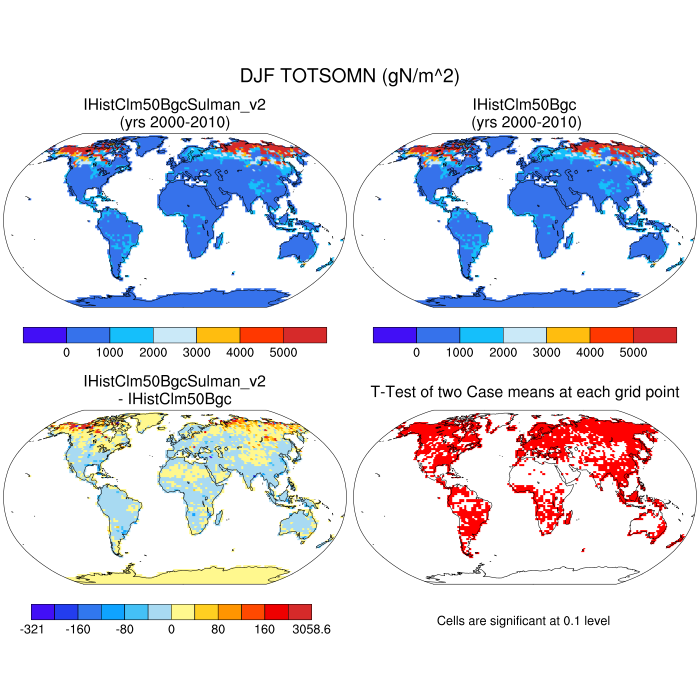 DJF TOTSOMN (gN/m^2)
IHistClm50BgcSulman_v2
(yrs 2000-2010)
IHistClm50Bgc
(yrs 2000-2010)
0 1000 2000 3000 4000 5000
0 1000 2000 3000 4000 5000
IHistClm50BgcSulman_v2
- IHistClm50Bgc
T-Test of two Case means at each grid point
-321 -160 -80 0 80 160 3058.6
Cells are significant at 0.1 level